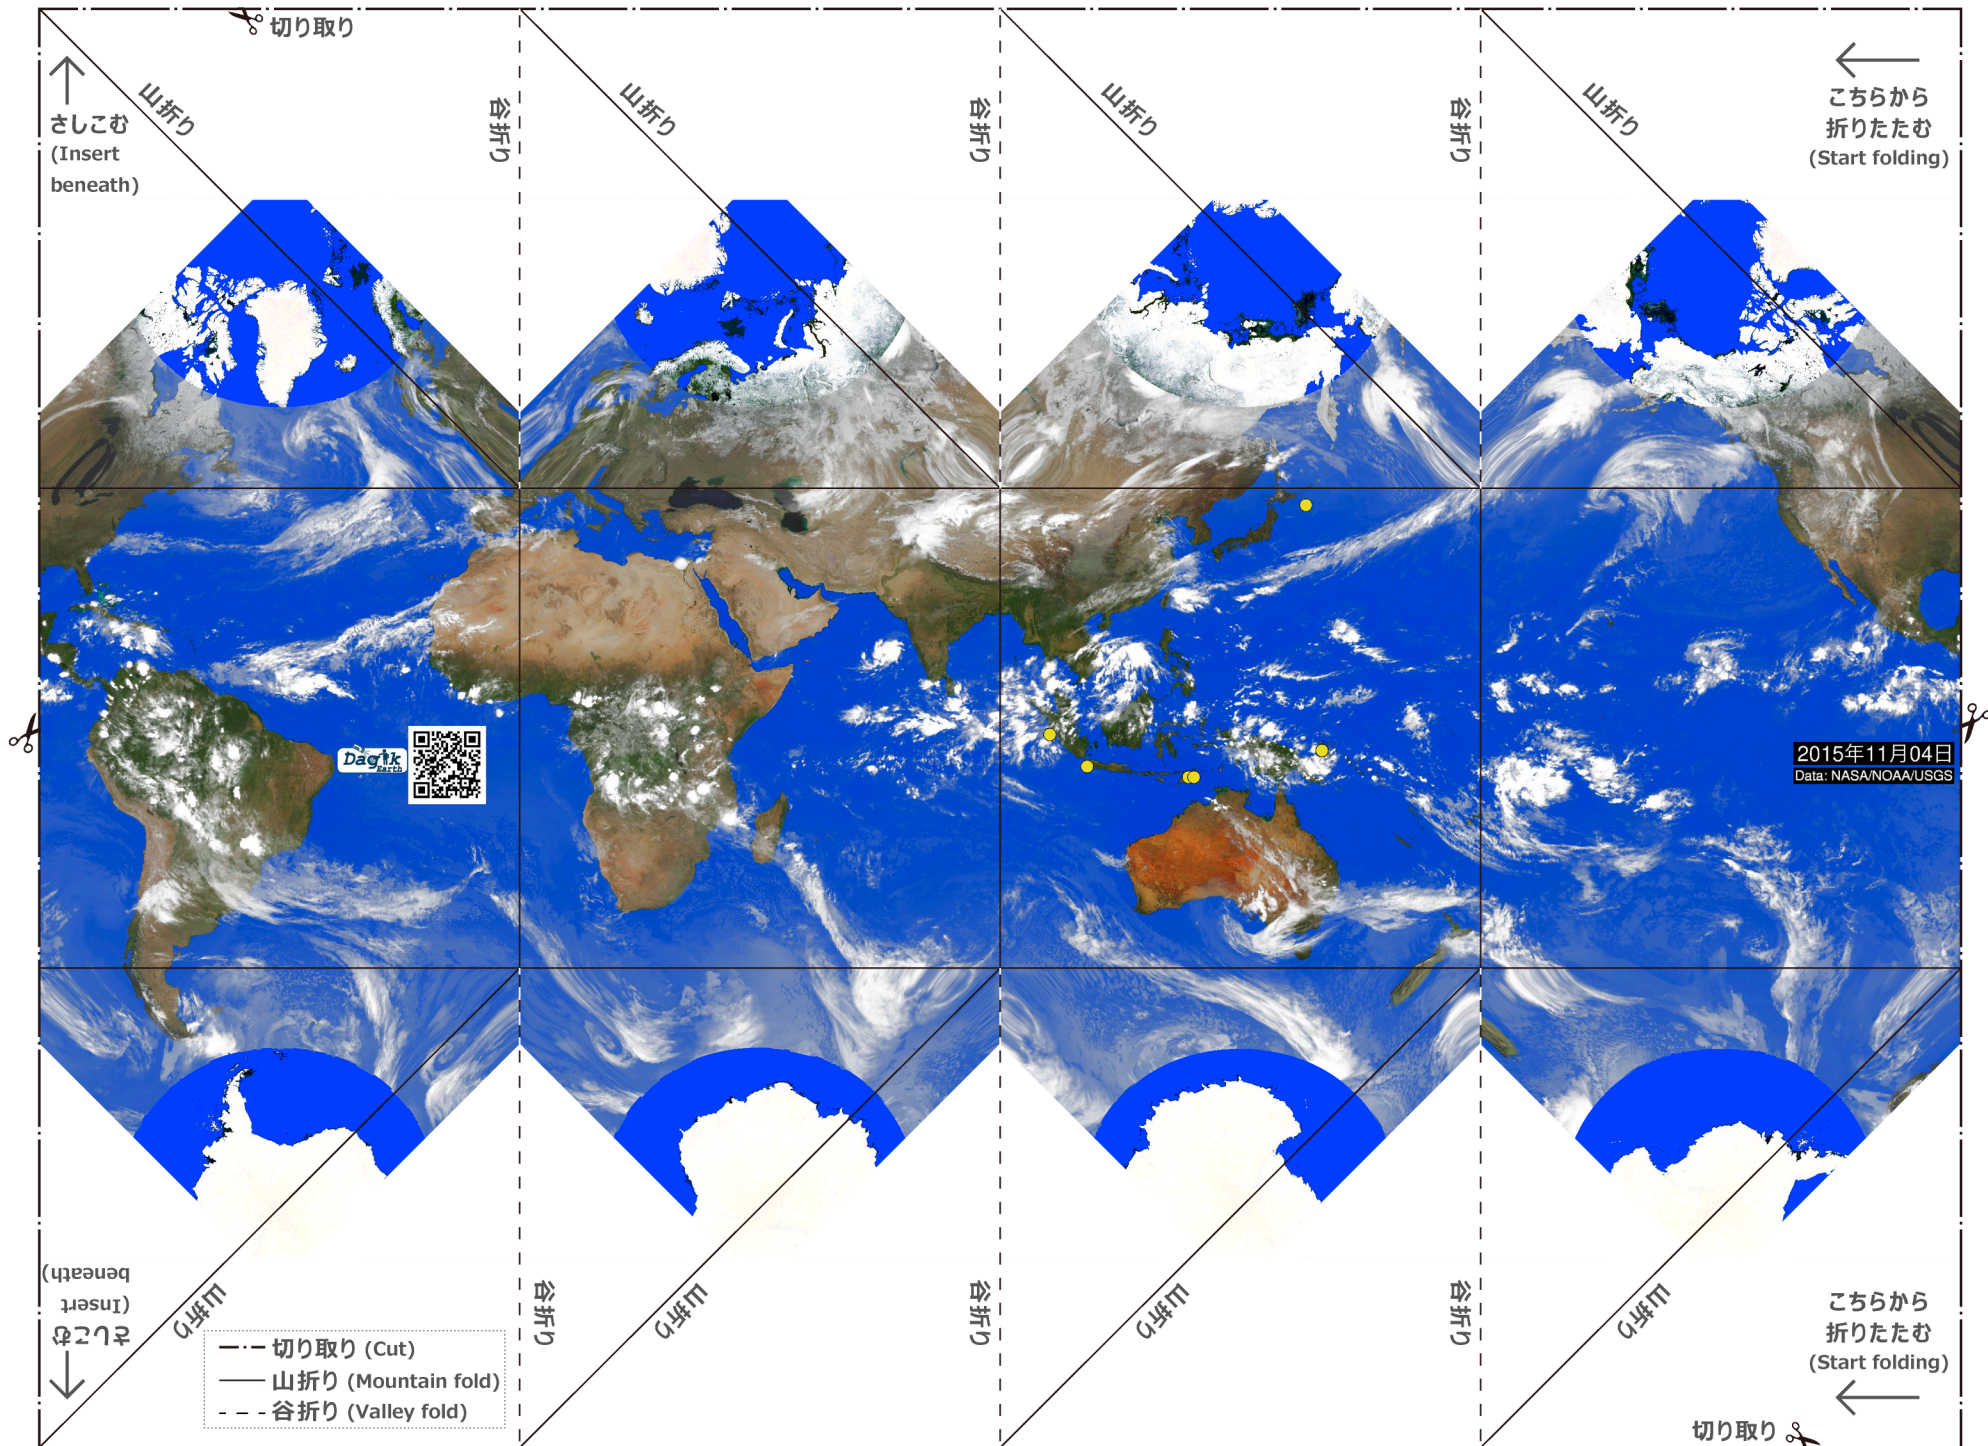 切り取り
さしこむ
(Insert
beneath)
山折り
谷折り
山折り
谷折り
山折り
谷折り
山折り
こちらから
折りたたむ
(Start folding)
Dagik
Earth
2015年11月04日
Data: NASA/NOAA/USGS
さしこむ
(Insert
beneath)
山折り
谷折り
山折り
谷折り
山折り
谷折り
山折り
こちらから
折りたたむ
(Start folding)
切り取り (Cut)
山折り (Mountain fold)
谷折り (Valley fold)
切り取り